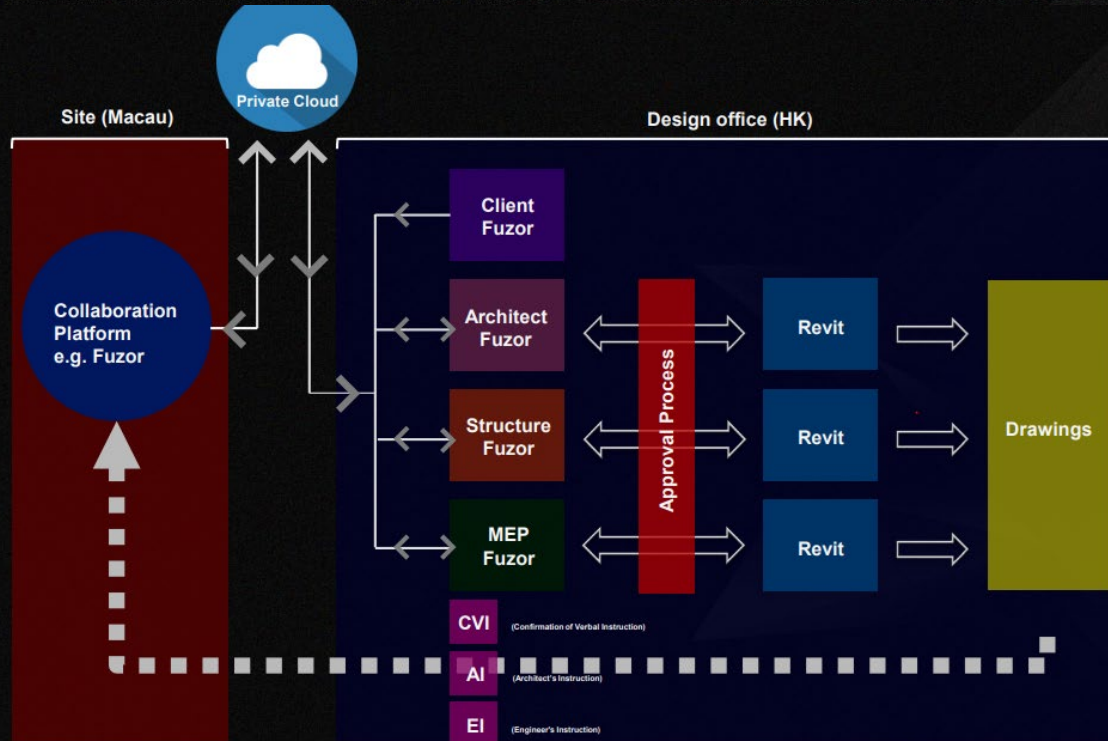 Private Cloud
Site (Macau)
Design office (HK)
Client
Fuzor
Collaboration
Platform
e.g. Fuzor
Architect
Fuzor
Revit
Structure
Fuzor
Approval Process
Revit
Drawings
MEP
Fuzor
Revit
CVI (Confirmation of Verbal Instruction)
AI (Architect's Instruction)
EI (Engineer's Instruction)